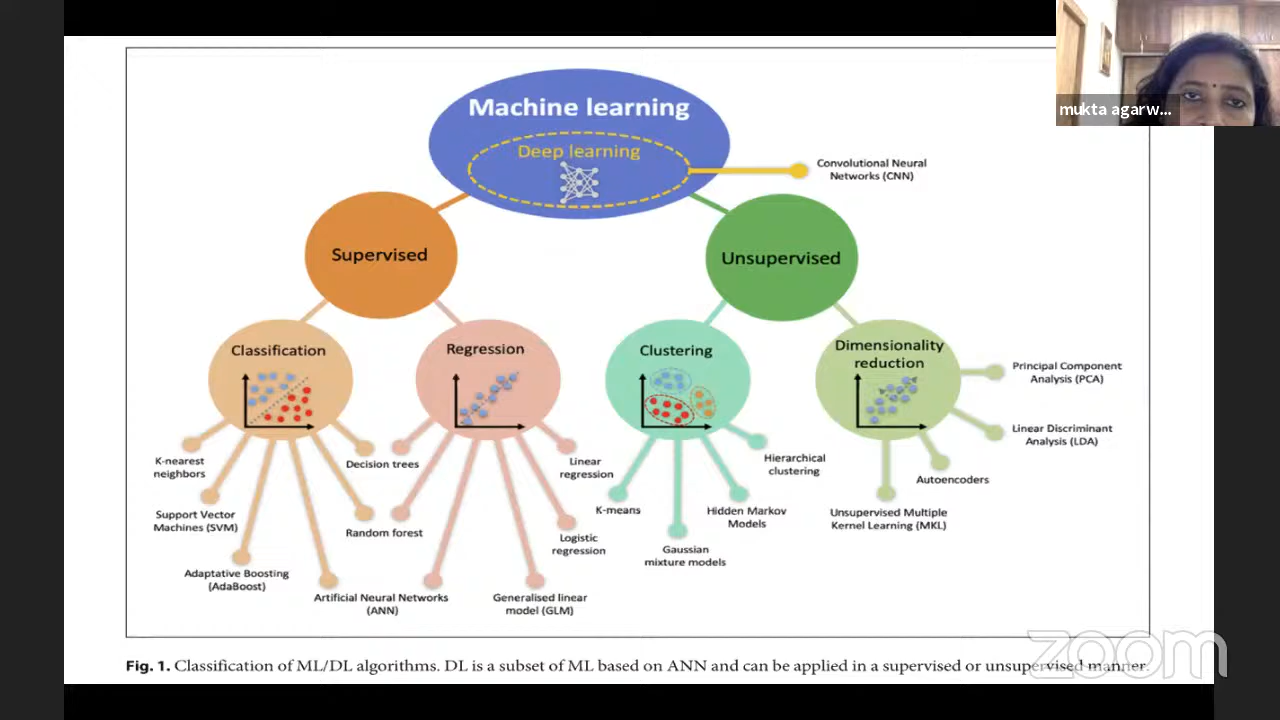 mukta agarw...
Machine learning
Deep learning
Convolutional Neural
Networks (CNN)
Supervised
Unsupervised
Classification
Regression
Clustering
Dimensionality
reduction
Principal Component
Analysis (PCA)
Linear Discriminant
Analysis (LDA)
Autoencoders
Unsupervised Multiple
Kernel Learning (MKL)
K-nearest
neighbors
Support Vector
Machines (SVM)
Adaptative Boosting
(AdaBoost)
Artificial Neural Networks
(ANN)
Random forest
Decision trees
Linear
regression
Logistic
regression
Generalised linear
model (GLM)
K-means
Gaussian
mixture models
Hidden Markov
Models
Hierarchical
clustering
Fig. 1. Classification of ML/DL algorithms. DL is a subset of ML based on ANN and can be applied in a supervised or unsupervised manner.
zoom